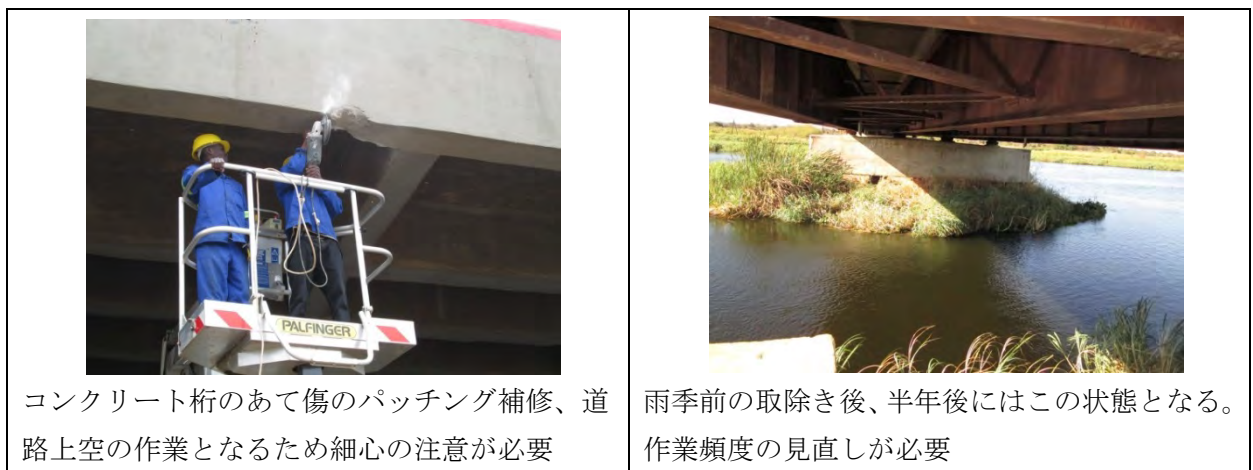 PALFINGER
コンクリート桁のあて傷のパッチング補修、道
路上空の作業となるため細心の注意が必要
雨季前の取除き後、半年後にはこの状態となる。
作業頻度の見直しが必要